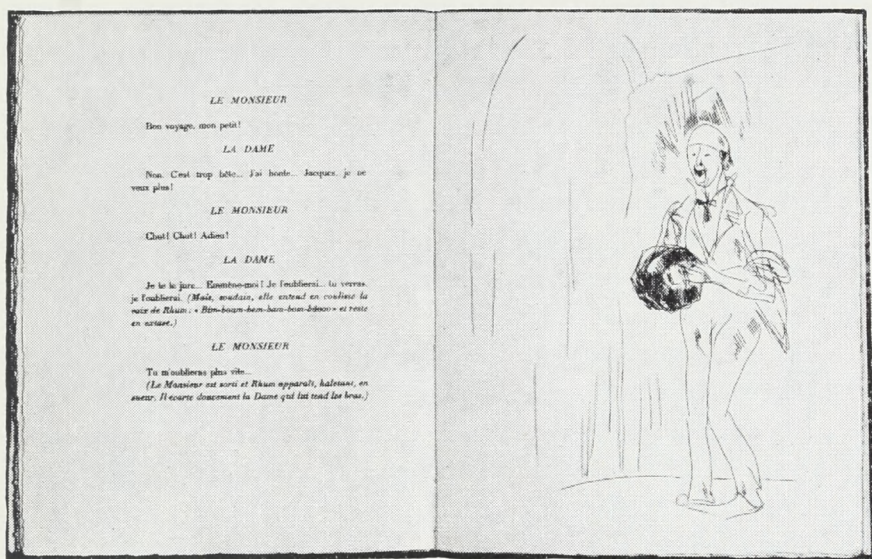 LE MONSIEUR
Bon voyage, mon petit!
LA DAME
Non. C'est trop bête... J'ai honte... Jacques, je ne
veux plus!
LE MONSIEUR
Chut! Chut! Adieu!
LA DAME
Je te le jure... Emmène-moi! Je l'oublierai... tu verras,
je l'oublierai. (Mais, soudain, elle entend en coulisse la
voix de Rhum : « Bim-boum-bem-bam-bom- » et reste
en extase.)
LE MONSIEUR
Tu m'oublieras plus vite...
(Le Monsieur est sorti et Rhum apparaît, haletant, en
sueur. Il écarte doucement la Dame qui lui tend les bras.)